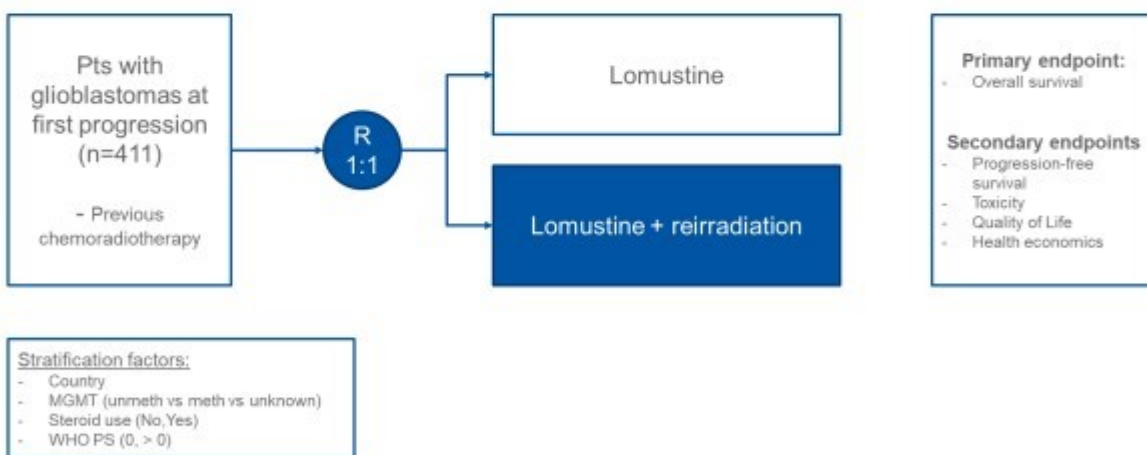 Pts with
glioblastomas at
first progression
(n=411)
- Previous
chemoradiotherapy
R
1:1
Lomustine
Lomustine + reirradiation
Primary endpoint:
- Overall survival
Secondary endpoints
- Progression-free
survival
- Toxicity
- Quality of Life
- Health economics
Stratification factors:
- Country
- MGMT (unmeth vs meth vs unknown)
- Steroid use (No,Yes)
- WHO PS (0, > 0)